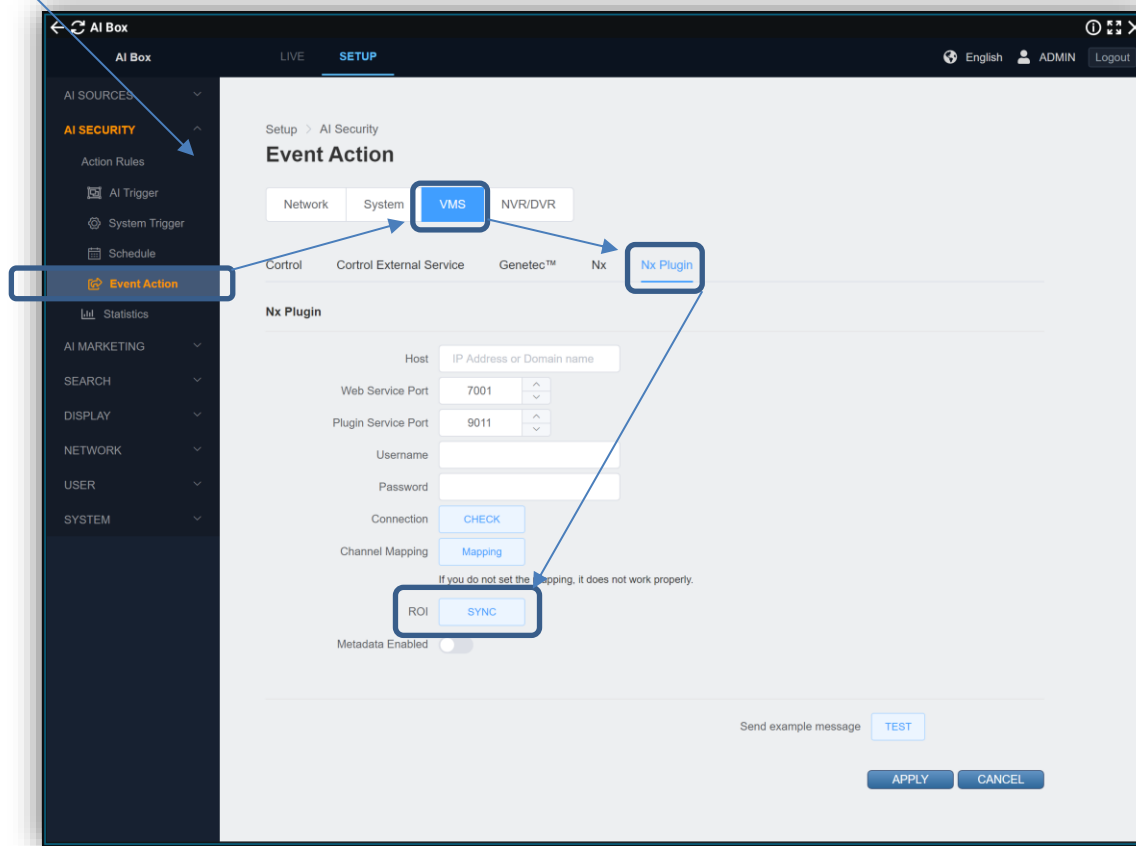 AI Box
AI Box LIVE SETUP English ADMIN Logout
AI SOURCES
AI SECURITY
Action Rules
AI Trigger
System Trigger
Schedule
Event Action
Statistics
AI MARKETING
SEARCH
DISPLAY
NETWORK
USER
SYSTEM
Setup > AI Security
Event Action
Network System VMS NVR/DVR
Cortrol Cortrol External Service Genetec™ Nx Nx Plugin
Nx Plugin
Host IP Address or Domain name
Web Service Port 7001
Plugin Service Port 9011
Username
Password
Connection CHECK
Channel Mapping Mapping
If you do not set the mapping, it does not work properly.
ROI SYNC
Metadata Enabled
Send example message TEST
APPLY CANCEL